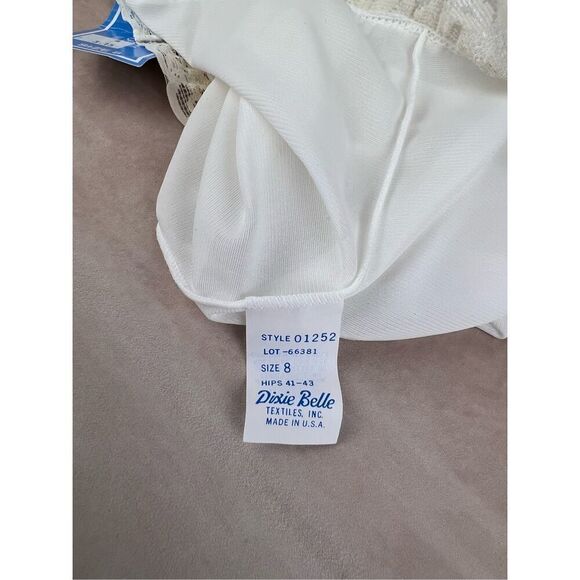 STYLE 01252
LOT -66381
SIZE 8
HIPS 41-43
Dixie Belle
TEXTILES, INC.
MADE IN U.S.A.